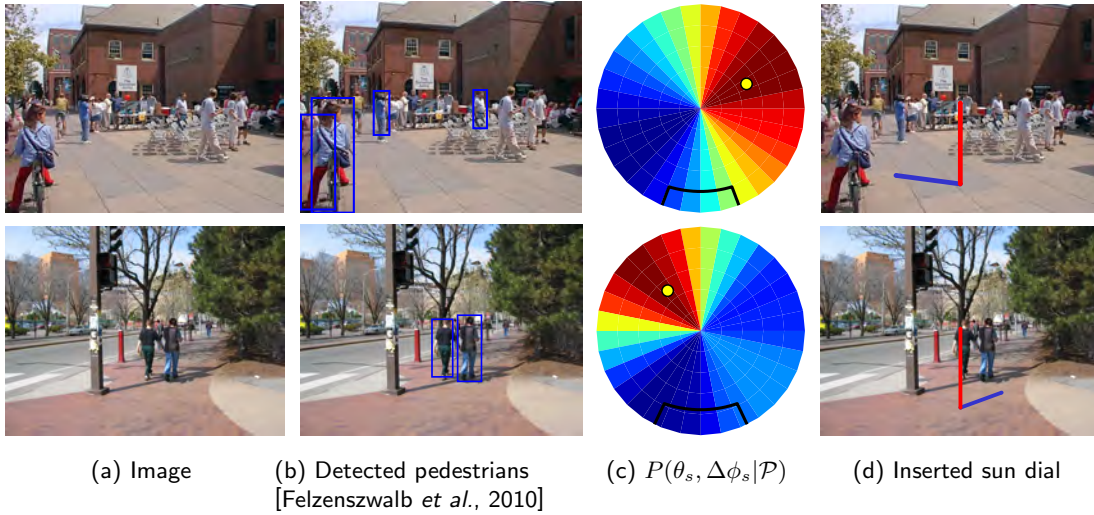 (a) Image
(b) Detected pedestrians
[Felzenszwalb et al., 2010]
(c) P(θₛ, Δϕₛ|𝒫)
(d) Inserted sun dial